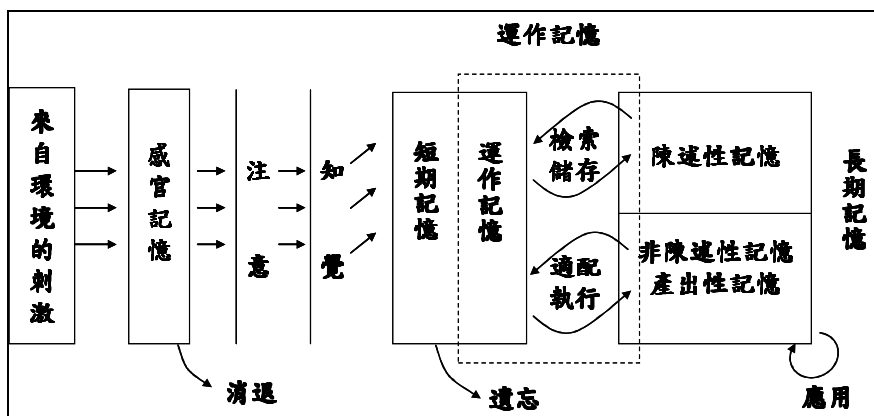 運作記憶
來自環境的刺激
感官記憶
注意
知覺
短期記憶
運作記憶
檢索
儲存
適配
執行
陳述性記憶
非陳述性記憶
產出性記憶
長期記憶
消退
遺忘
應用